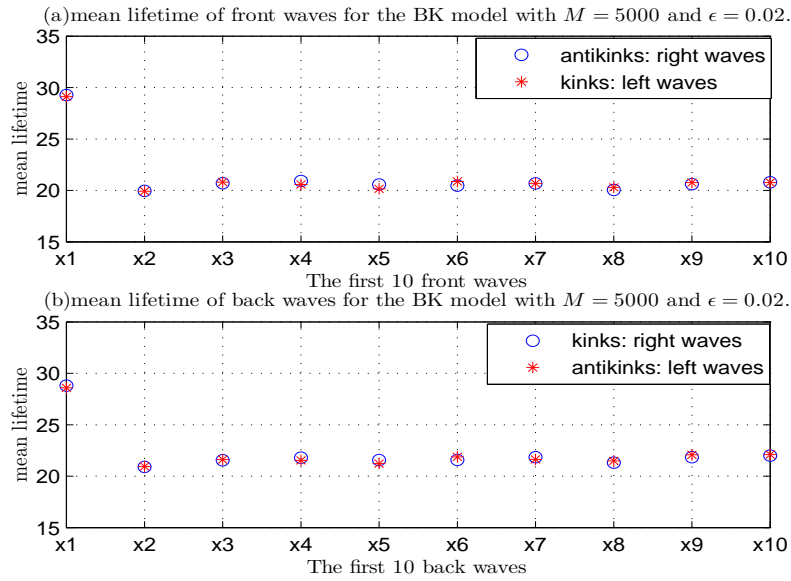 (a)mean lifetime of front waves for the BK model with M = 5000 and ϵ = 0.02.
35
30
25
20
15
mean lifetime
antikinks: right waves
kinks: left waves
x1 x2 x3 x4 x5 x6 x7 x8 x9 x10
The first 10 front waves
(b)mean lifetime of back waves for the BK model with M = 5000 and ϵ = 0.02.
35
30
25
20
15
mean lifetime
kinks: right waves
antikinks: left waves
x1 x2 x3 x4 x5 x6 x7 x8 x9 x10
The first 10 back waves